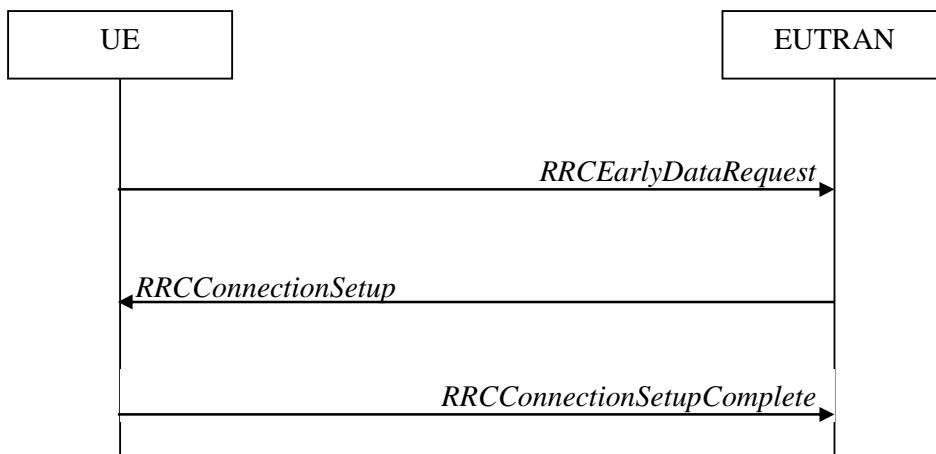 UE
EUTRAN
RRCEarlyDataRequest
RRCConnectionSetup
RRCConnectionSetupComplete